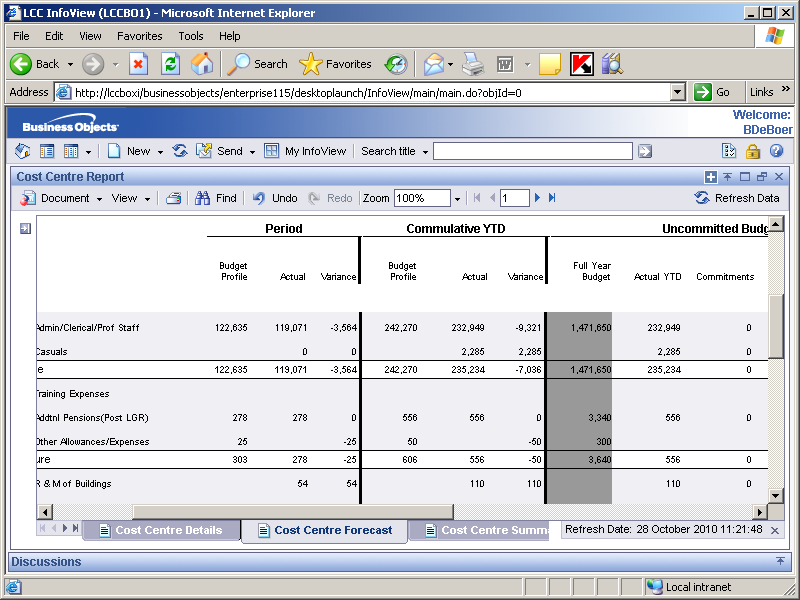 LCC InfoView (LCCBO1) - Microsoft Internet Explorer
File Edit View Favorites Tools Help
Back Search Favorites
Address http://lccboxi/businessobjects/enterprise115/desktoplaunch/InfoView/main/main.do?objId=0 Go Links »
Business Objects Welcome:
BDeBoer
New Send My InfoView Search title
Cost Centre Report
Document View Find Undo Redo Zoom 100% 1 Refresh Data
Period Commulative YTD Uncommitted Budg
Budget Profile Actual Variance Budget Profile Actual Variance Full Year Budget Actual YTD Commitments
Admin/Clerical/Prof Staff 122,635 119,071 -3,564 242,270 232,949 -9,321 1,471,650 232,949 0
Casuals 0 0 2,285 2,285 2,285 0
e 122,635 119,071 -3,564 242,270 235,234 -7,036 1,471,650 235,234 0
Training Expenses
Addtnl Pensions(Post LGR) 278 278 0 556 556 0 3,340 556 0
Other Allowances/Expenses 25 -25 50 -50 300
ure 303 278 -25 606 556 -50 3,640 556 0
R & M of Buildings 54 54 110 110 110 0
Cost Centre Details Cost Centre Forecast Cost Centre Summa Refresh Date: 28 October 2010 11:21:48
Discussions
Local intranet